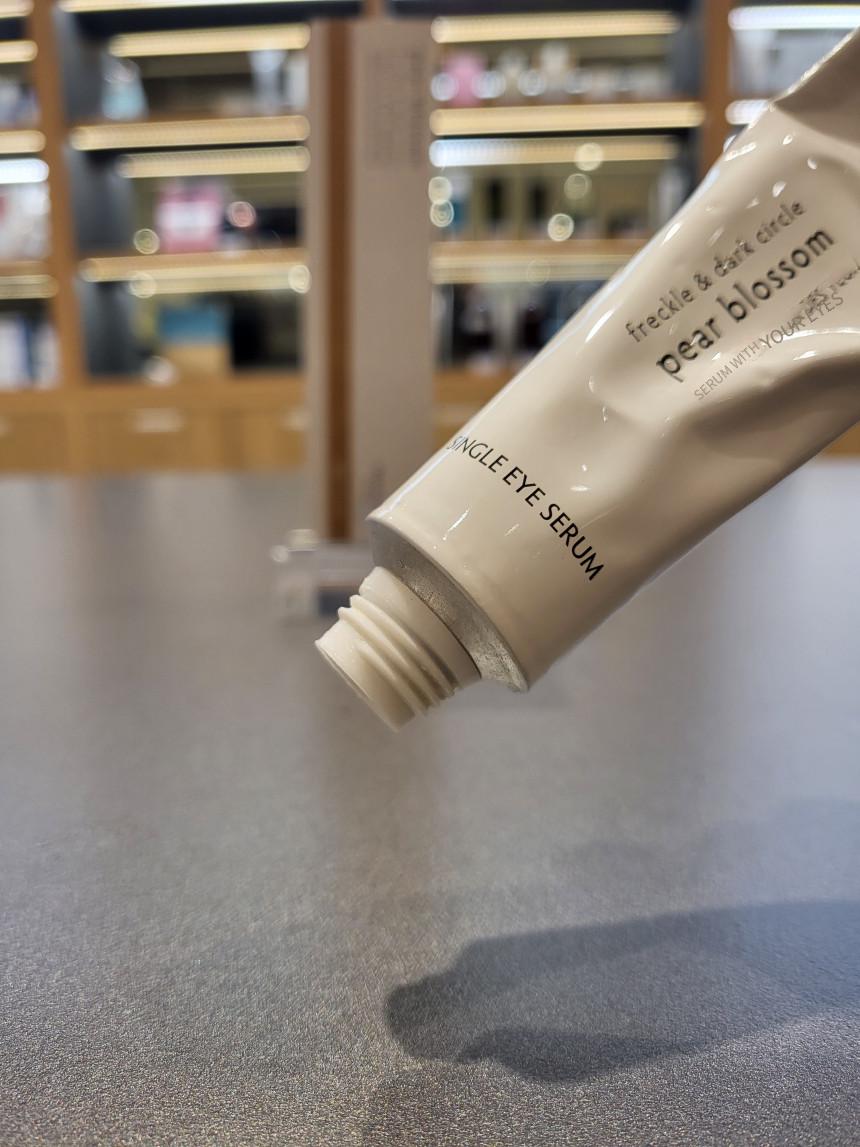 freckle & dark circle
pear blossom
SERUM WITH YOUR EYES
SINGLE EYE SERUM